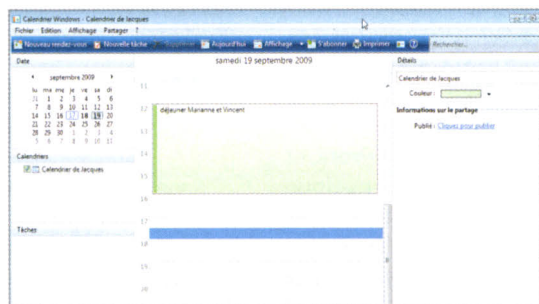 Calendrier Windows - Calendrier de Jacques
Fichier Edition Affichage Partager ?
Nouveau rendez-vous Nouvelle tâche Supprimer Aujourd'hui Affichage S'abonner Imprimer Rechercher...
Date
septembre 2009
lu ma me je ve sa di
31 1 2 3 4 5 6
7 8 9 10 11 12 13
14 15 16 17 18 19 20
21 22 23 24 25 26 27
28 29 30 1 2 3 4
5 6 7 8 9 10 11
Calendriers
Calendrier de Jacques
Tâches
samedi 19 septembre 2009
11
12 déjeuner Marianne et Vincent
13
14
15
16
17
18
19
20
Détails
Calendrier de Jacques
Couleur :
Informations sur le partage
Publié : Cliquez pour publier